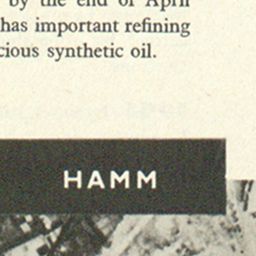 by the end of April
has important refining
cious synthetic oil.
HAMM